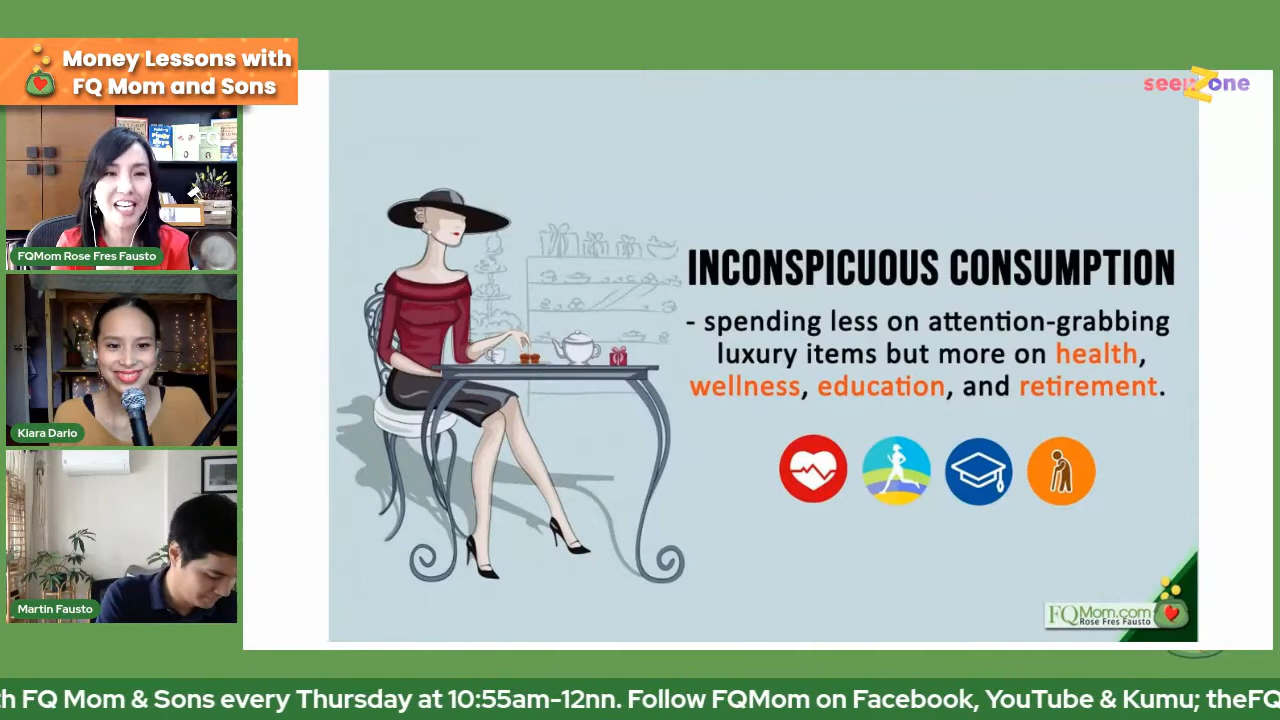 Money Lessons with
FQ Mom and Sons
seenZone
FQMom Rose Fres Fausto
Kiara Dario
Martin Fausto
INCONSPICUOUS CONSUMPTION
- spending less on attention-grabbing
luxury items but more on health,
wellness, education, and retirement.
FQMom.com
Rose Fres Fausto
th FQ Mom & Sons every Thursday at 10:55am-12nn. Follow FQMom on Facebook, YouTube & Kumu; theFQ